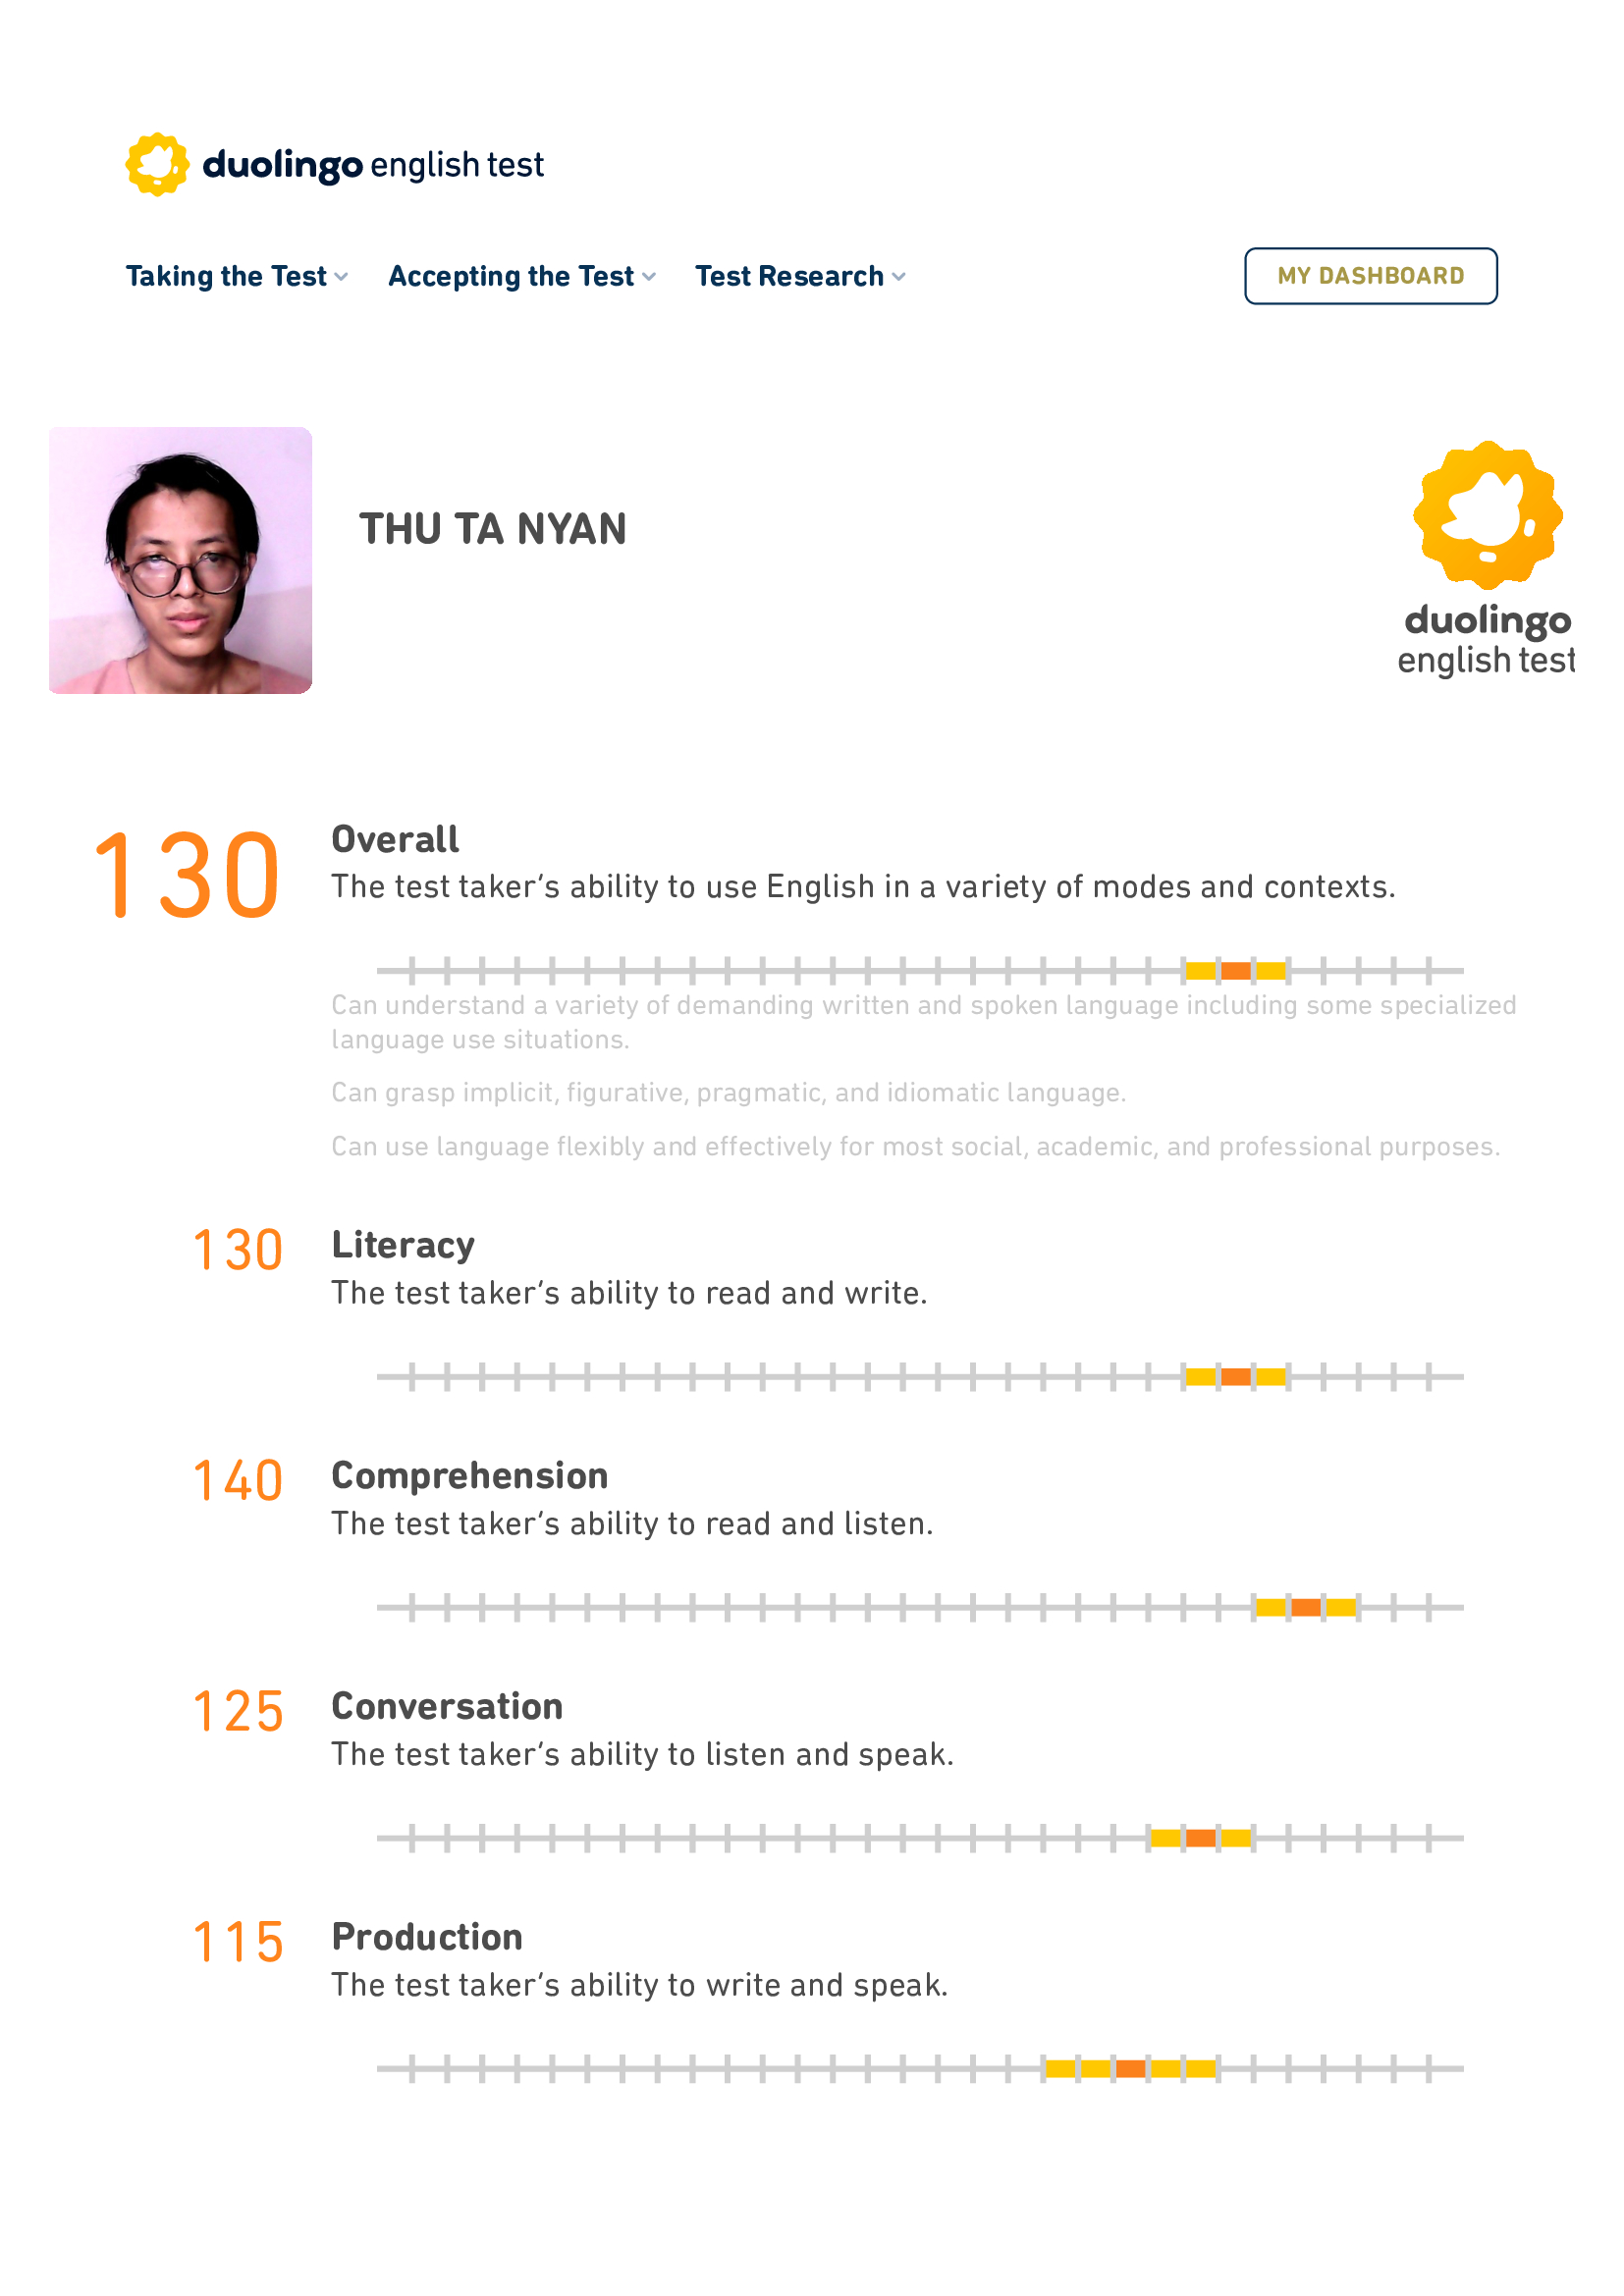 duolingo english test
Taking the Test
Accepting the Test
Test Research
MY DASHBOARD
THU TA NYAN
duolingo
english test
130
Overall
The test taker's ability to use English in a variety of modes and contexts.
Can understand a variety of demanding written and spoken language including some specialized
language use situations.
Can grasp implicit, figurative, pragmatic, and idiomatic language.
Can use language flexibly and effectively for most social, academic, and professional purposes.
130
Literacy
The test taker's ability to read and write.
140
Comprehension
The test taker's ability to read and listen.
125
Conversation
The test taker's ability to listen and speak.
115
Production
The test taker's ability to write and speak.